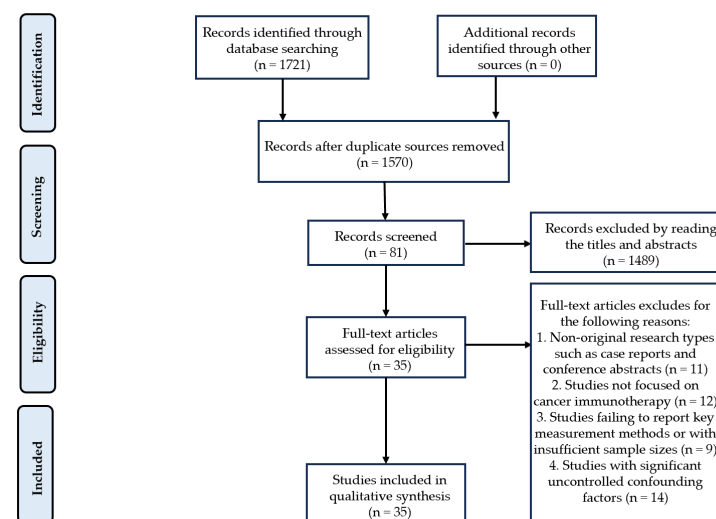 Identification
Records identified through
database searching
(n = 1721)
Additional records
identified through other
sources (n = 0)
Records after duplicate sources removed
(n = 1570)
Screening
Records screened
(n = 81)
Records excluded by reading
the titles and abstracts
(n = 1489)
Eligibility
Full-text articles
assessed for eligibility
(n = 35)
Full-text articles excludes for
the following reasons:
1. Non-original research types
such as case reports and
conference abstracts (n = 11)
2. Studies not focused on
cancer immunotherapy (n = 12)
3. Studies failing to report key
measurement methods or with
insufficient sample sizes (n = 9)
4. Studies with significant
uncontrolled confounding
factors (n = 14)
Included
Studies included in
qualitative synthesis
(n = 35)